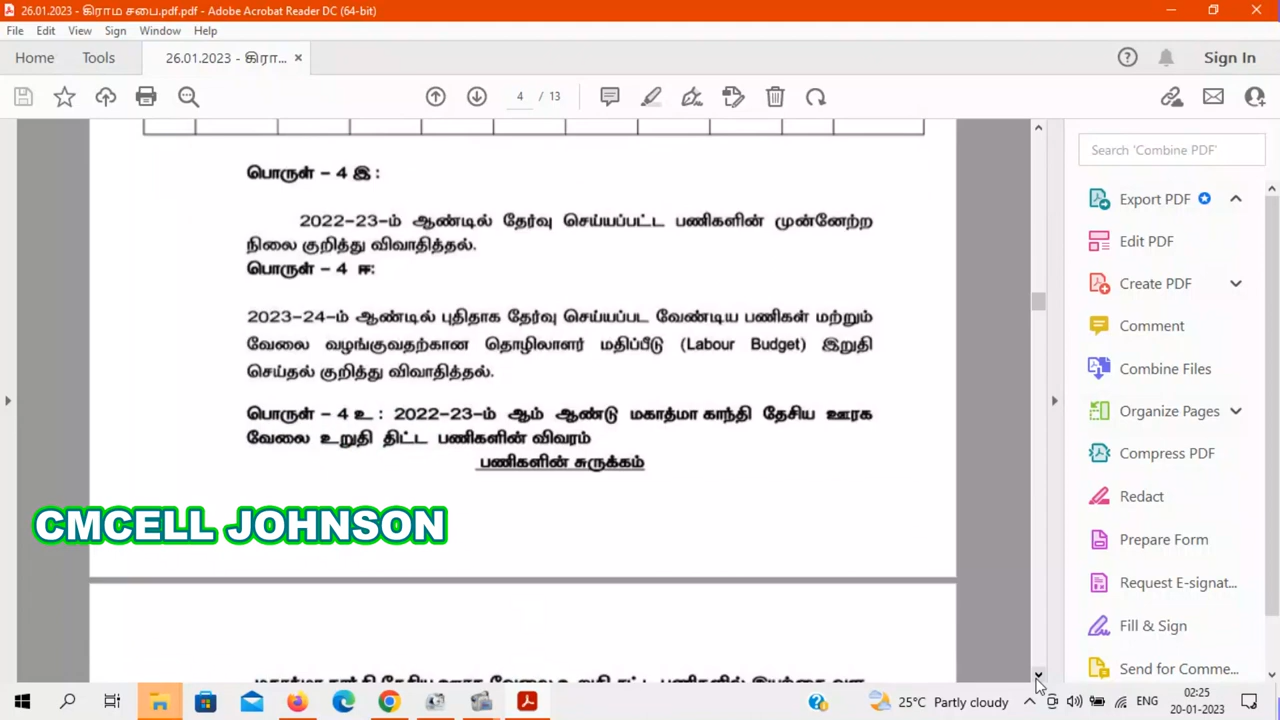 26.01.2023 - கிராம சபை.pdf.pdf - Adobe Acrobat Reader DC (64-bit)
File Edit View Sign Window Help
Home Tools 26.01.2023 - கிரா... × Sign In
4 / 13
Search 'Combine PDF'
Export PDF
Edit PDF
Create PDF
Comment
Combine Files
Organize Pages
Compress PDF
Redact
Prepare Form
Request E-signat...
Fill & Sign
Send for Comme...
பொருள் – 4 இ :
2022-23-ம் ஆண்டில் தேர்வு செய்யப்பட்ட பணிகளின் முன்னேற்ற
நிலை குறித்து விவாதித்தல்.
பொருள் – 4 ஈ:
2023-24-ம் ஆண்டில் புதிதாக தேர்வு செய்யபட வேண்டிய பணிகள் மற்றும்
வேலை வழங்குவதற்கான தொழிலாளர் மதிப்பீடு (Labour Budget) இறுதி
செய்தல் குறித்து விவாதித்தல்.
பொருள் – 4 உ : 2022-23-ம் ஆம் ஆண்டு மகாத்மா காந்தி தேசிய ஊரக
வேலை உறுதி திட்ட பணிகளின் விவரம்
பணிகளின் சுருக்கம்
CMCELL JOHNSON
25°C Partly cloudy ENG 02:25
20-01-2023